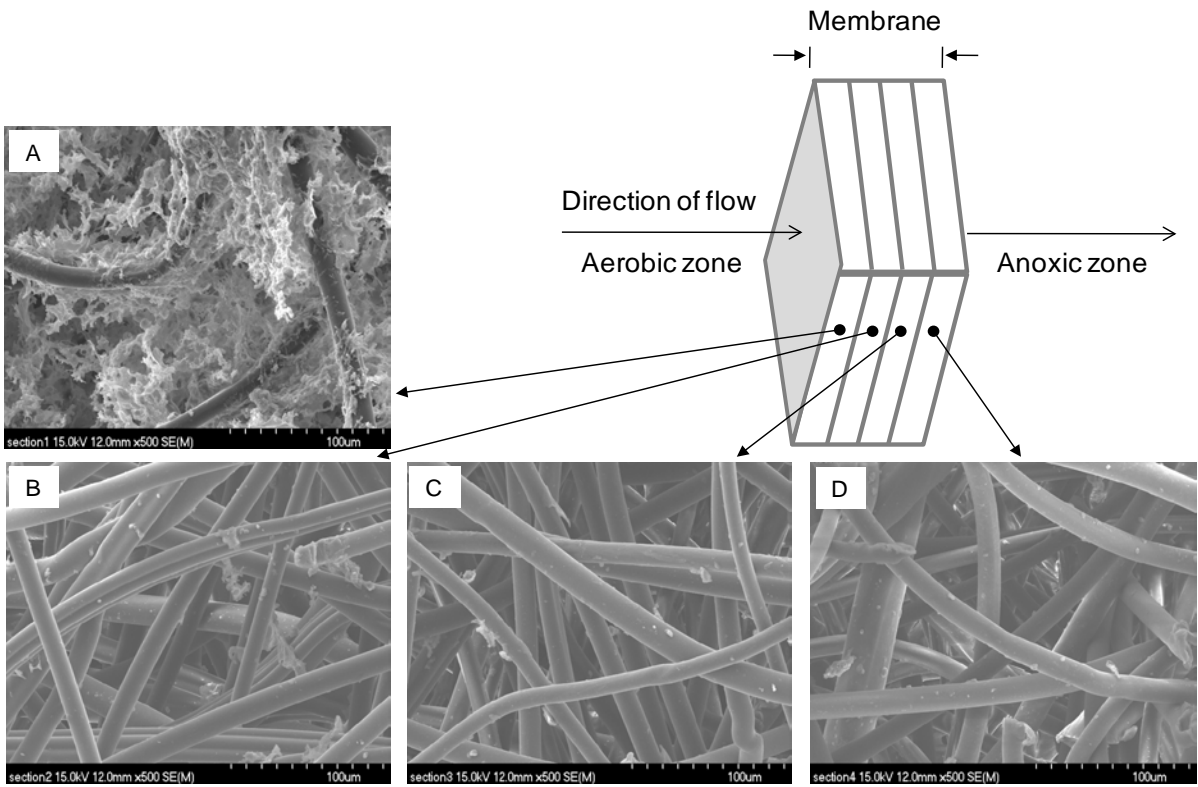 Membrane
A
Direction of flow
Aerobic zone
Anoxic zone
section1 15.0kV 12.0mm x500 SE(M)
100um
B
C
D
section2 15.0kV 12.0mm x500 SE(M)
100um
section3 15.0kV 12.0mm x500 SE(M)
100um
section4 15.0kV 12.0mm x500 SE(M)
100um